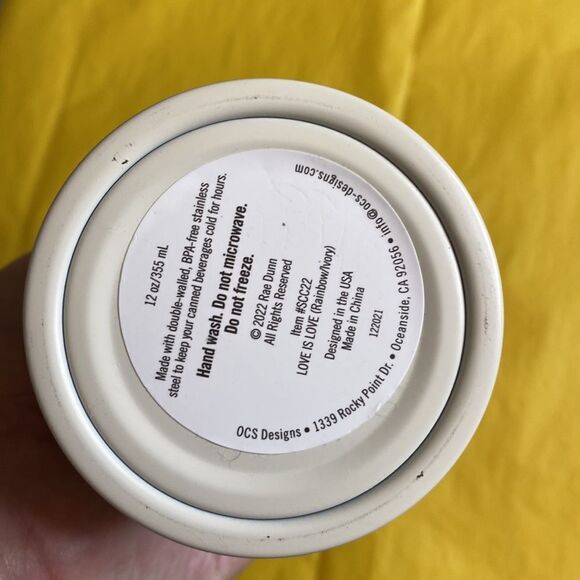 12 oz/355 mL
Made with double-walled, BPA-free stainless
steel to keep your canned beverages cold for hours.
Hand wash. Do not microwave.
Do not freeze.
© 2022 Rae Dunn
All Rights Reserved
Item #SCC22
LOVE IS LOVE (Rainbow/Ivory)
Designed in the USA
Made in China
122021
OCS Designs • 1339 Rocky Point Dr. • Oceanside, CA 92056 • info@ocs-designs.com